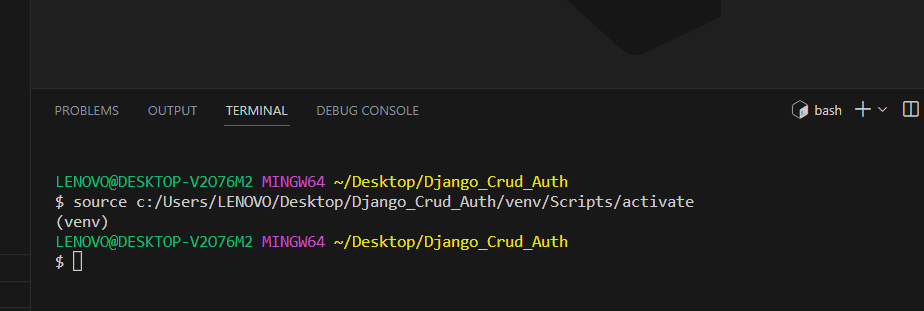 PROBLEMS OUTPUT TERMINAL DEBUG CONSOLE bash
LENOVO@DESKTOP-V2O76M2 MINGW64 ~/Desktop/Django_Crud_Auth
$ source c:/Users/LENOVO/Desktop/Django_Crud_Auth/venv/Scripts/activate
(venv)
LENOVO@DESKTOP-V2O76M2 MINGW64 ~/Desktop/Django_Crud_Auth
$